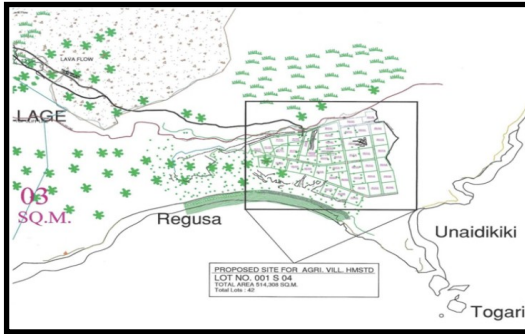 LAVA FLOW
LAGE
03
SQ.M.
Regusa
Unaidikiki
PROPOSED SITE FOR AGRI. VILL. HMSTD
LOT NO. 001 S 04
TOTAL AREA 514,309 SQ.M.
Total Lots : 42
Togari